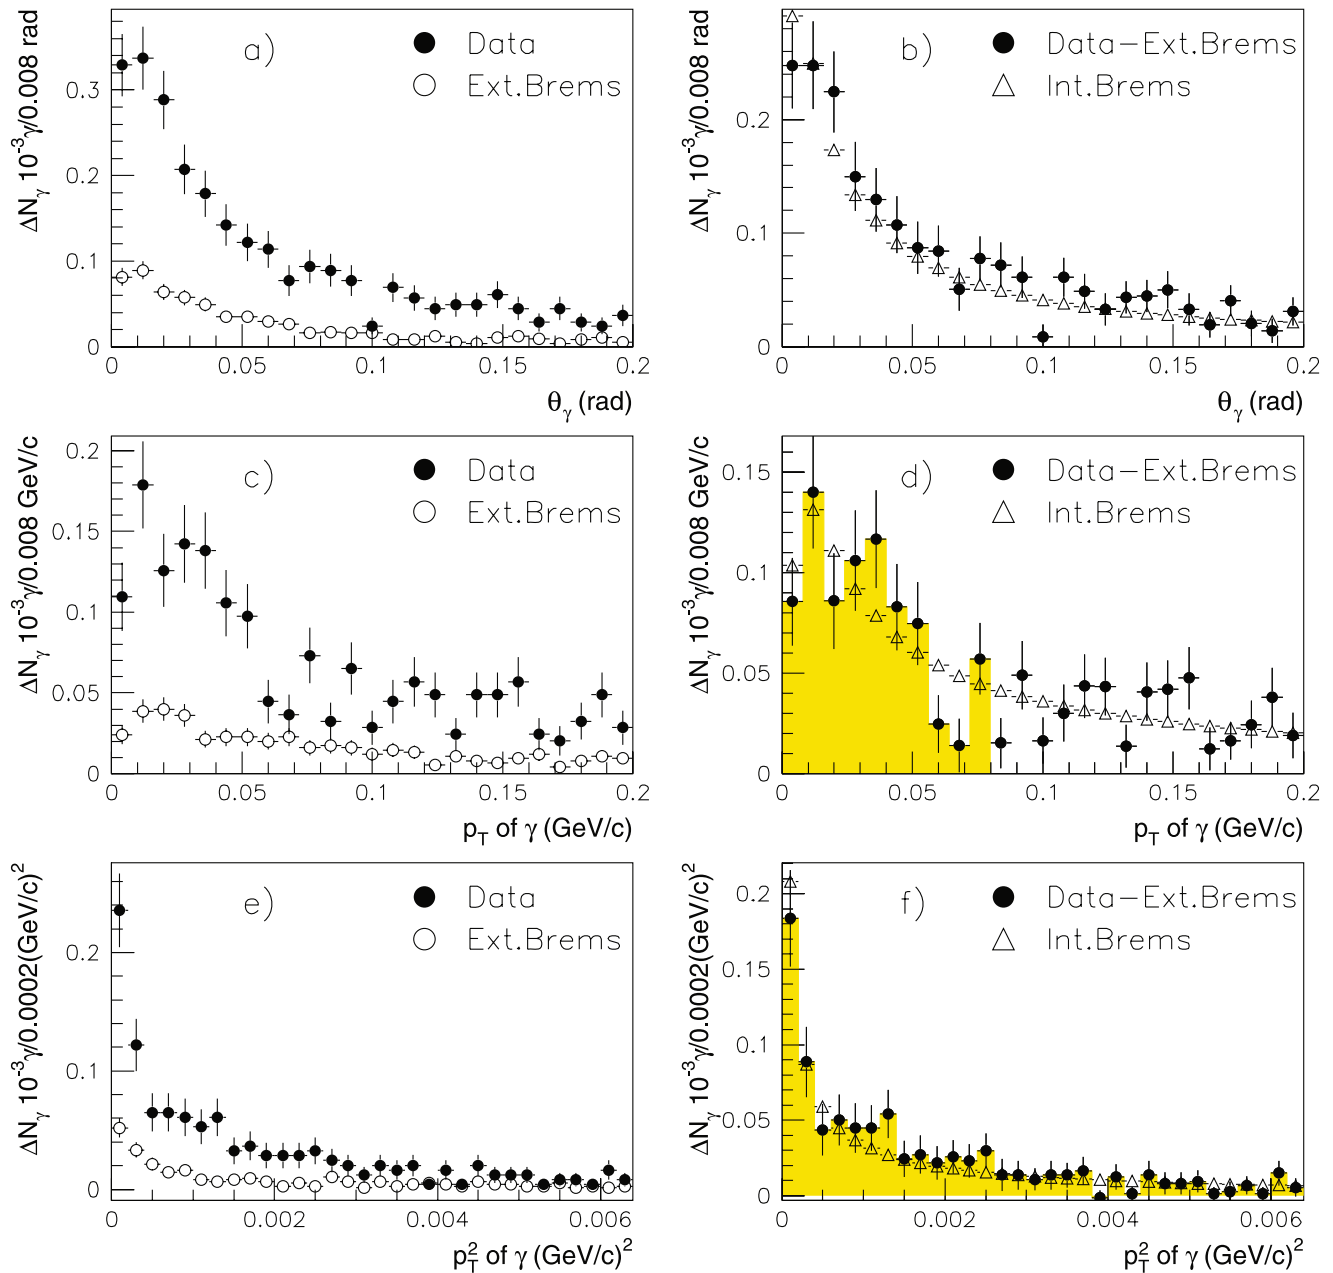 ΔNγ 10⁻³γ/0.008 rad
a)
Data
Ext.Brems
0.3
0.2
0.1
0
0
0.05
0.1
0.15
0.2
θγ (rad)
ΔNγ 10⁻³γ/0.008 rad
b)
Data-Ext.Brems
Int.Brems
0.2
0.1
0
0
0.05
0.1
0.15
0.2
θγ (rad)
ΔNγ 10⁻³γ/0.008 GeV/c
c)
Data
Ext.Brems
0.2
0.15
0.1
0.05
0
0
0.05
0.1
0.15
0.2
pT of γ (GeV/c)
ΔNγ 10⁻³γ/0.008 GeV/c
d)
Data-Ext.Brems
Int.Brems
0.15
0.1
0.05
0
0
0.05
0.1
0.15
0.2
pT of γ (GeV/c)
ΔNγ 10⁻³γ/0.0002(GeV/c)²
e)
Data
Ext.Brems
0.2
0.1
0
0
0.002
0.004
0.006
p²T of γ (GeV/c)²
ΔNγ 10⁻³γ/0.0002(GeV/c)²
f)
Data-Ext.Brems
Int.Brems
0.2
0.15
0.1
0.05
0
0
0.002
0.004
0.006
p²T of γ (GeV/c)²